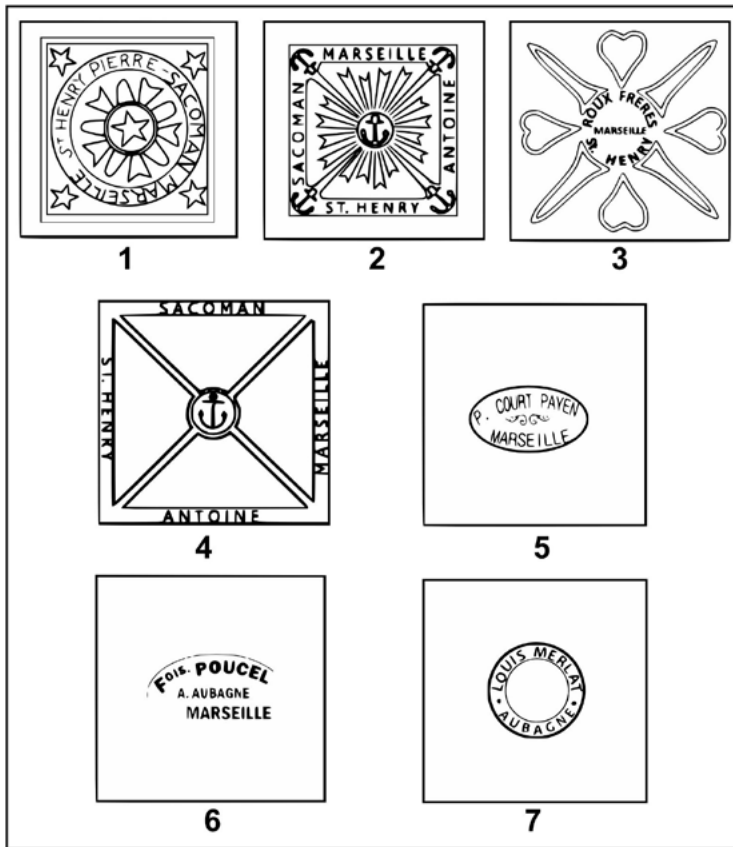 ST HENRY PIERRE-SACOMAN MARSEILLE
1
MARSEILLE
SACOMAN
ANTOINE
ST. HENRY
2
ROUX FRERES
MARSEILLE
ST. HENRY
3
SACOMAN
ST. HENRY
MARSEILLE
ANTOINE
4
P. COURT PAYEN
MARSEILLE
5
FOIS. POUCEL
A. AUBAGNE
MARSEILLE
6
LOUIS MERLAT
• AUBAGNE •
7